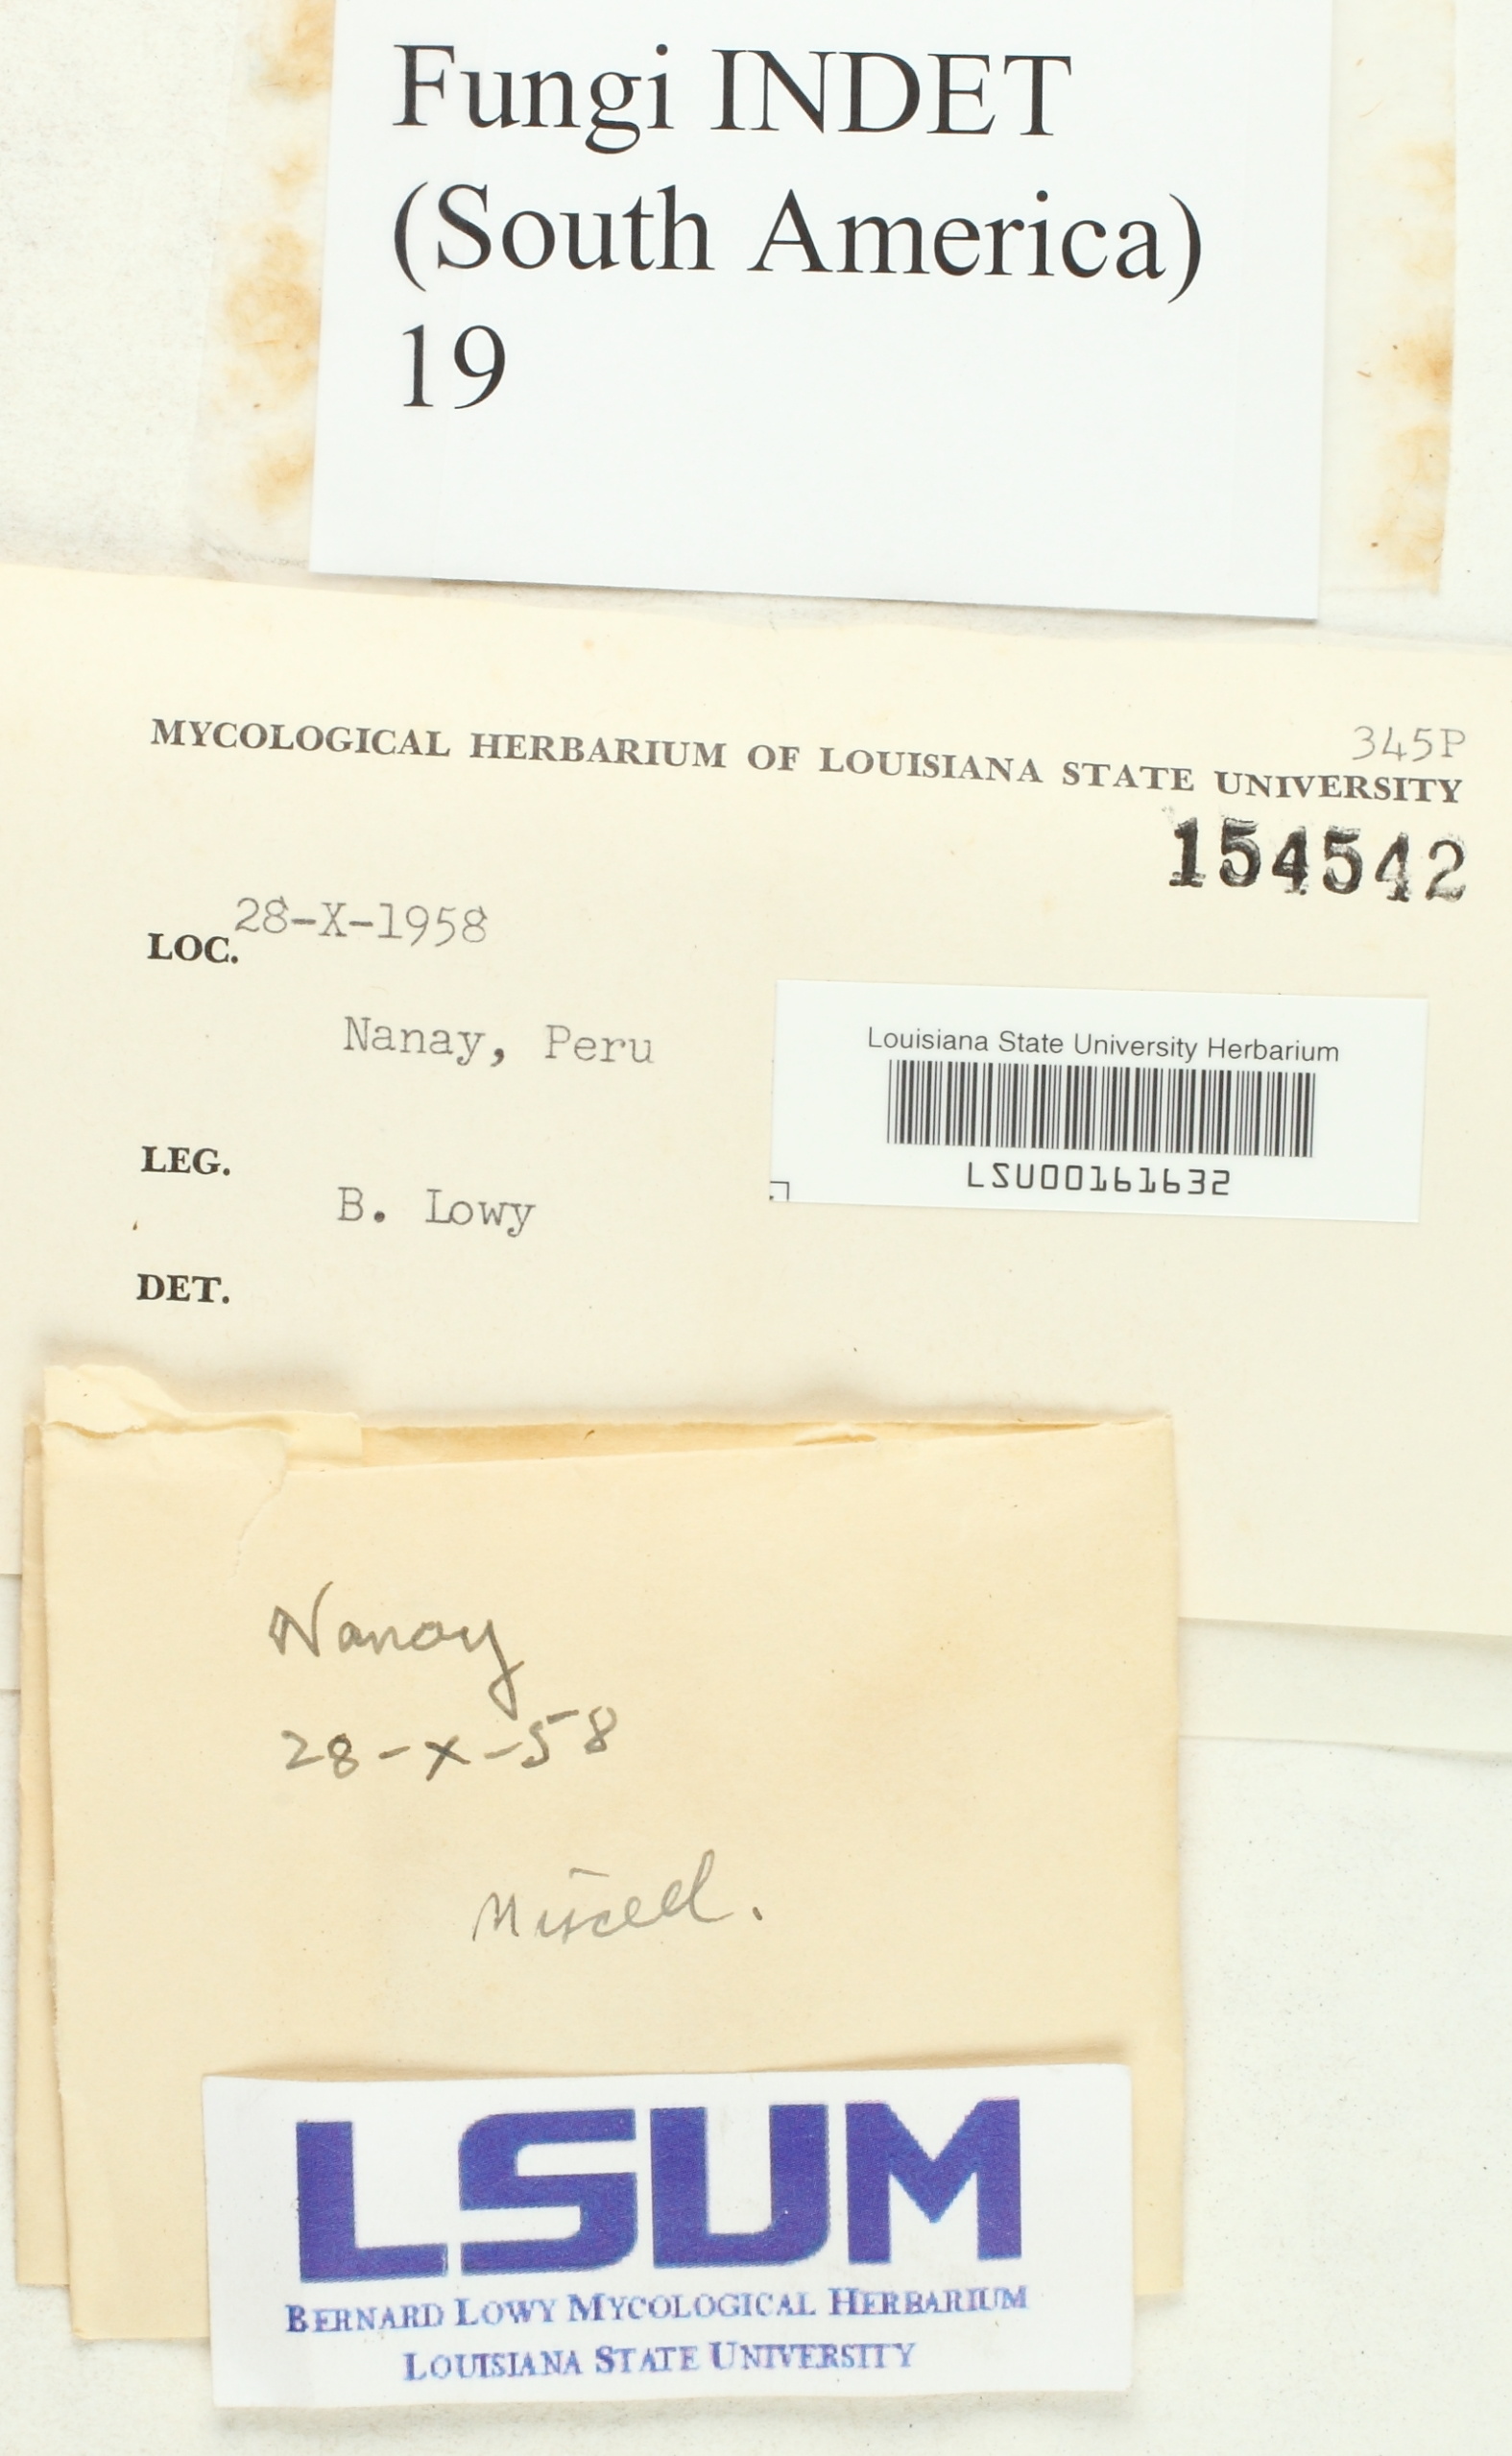 Fungi INDET
(South America)
19
345P
MYCOLOGICAL HERBARIUM OF LOUISIANA STATE UNIVERSITY
154542
LOC. 28-X-1958
Nanay, Peru
Louisiana State University Herbarium
LSU00161632
LEG.
B. Lowy
DET.
Nanay
28-X-58
Miscell.
LSUM
BERNARD LOWY MYCOLOGICAL HERBARIUM
LOUISIANA STATE UNIVERSITY